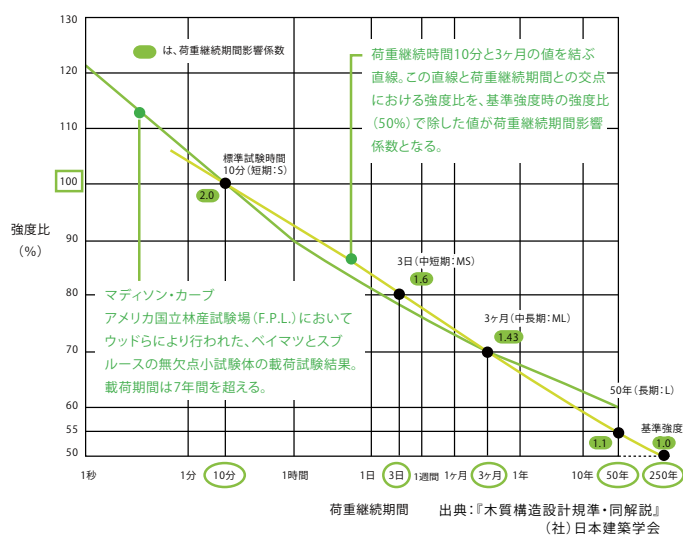 130
は、荷重継続期間影響係数
120
110
100
90
80
70
60
55
50
強度比
(%)
荷重継続時間10分と3ヶ月の値を結ぶ
直線。この直線と荷重継続期間との交点
における強度比を、基準強度時の強度比
(50%)で除した値が荷重継続期間影響
係数となる。
標準試験時間
10分(短期:S)
2.0
3日(中短期:MS)
1.6
マディソン・カーブ
アメリカ国立林産試験場(F.P.L.)において
ウッドらにより行われた、ベイマツとスプ
ルースの無欠点小試験体の載荷試験結果。
載荷期間は7年間を超える。
3ヶ月(中長期:ML)
1.43
50年(長期:L)
1.1
基準強度
1.0
1秒 1分 10分 1時間 1日 3日 1週間 1ヶ月 3ヶ月 1年 10年 50年 250年
荷重継続期間
出典:『木質構造設計規準・同解説』
(社)日本建築学会